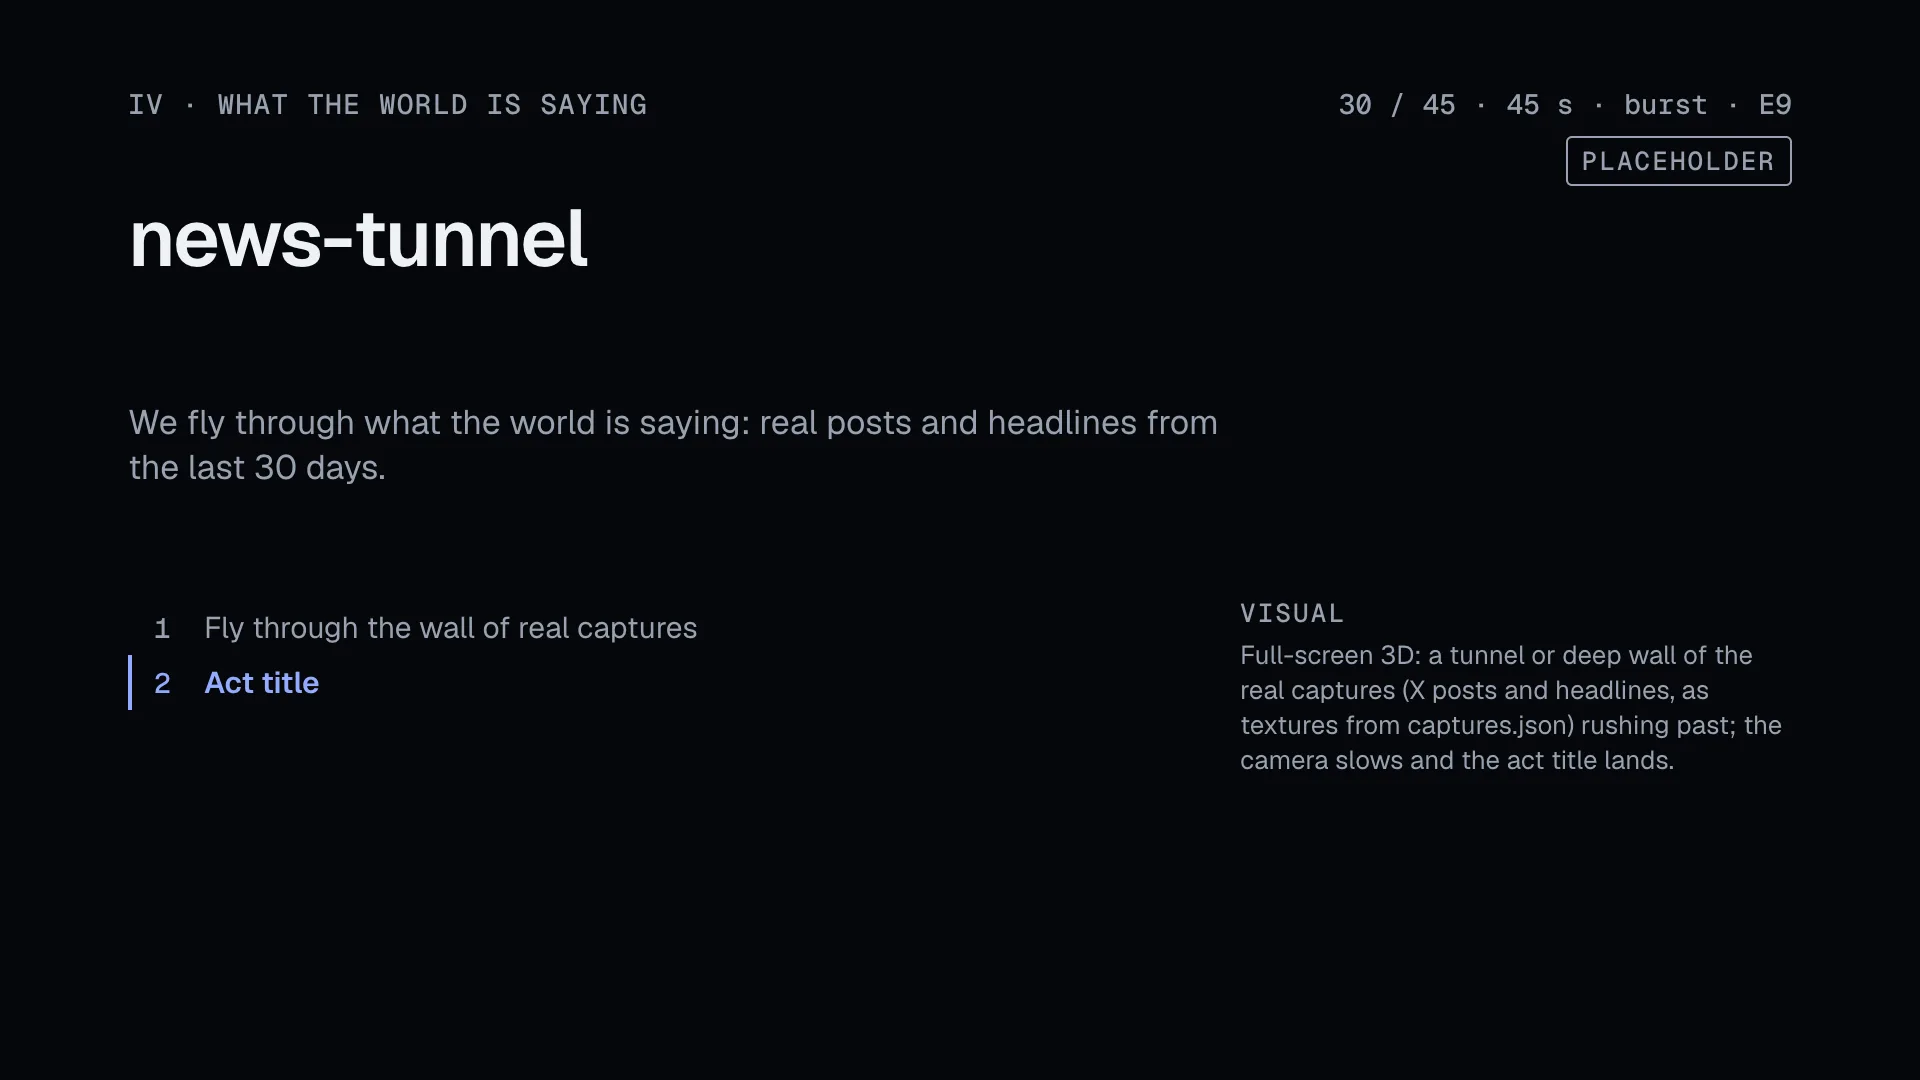 IV · WHAT THE WORLD IS SAYING
30 / 45 · 45 s · burst · E9
PLACEHOLDER
news-tunnel
We fly through what the world is saying: real posts and headlines from
the last 30 days.
1 Fly through the wall of real captures
2 Act title
VISUAL
Full-screen 3D: a tunnel or deep wall of the
real captures (X posts and headlines, as
textures from captures.json) rushing past; the
camera slows and the act title lands.